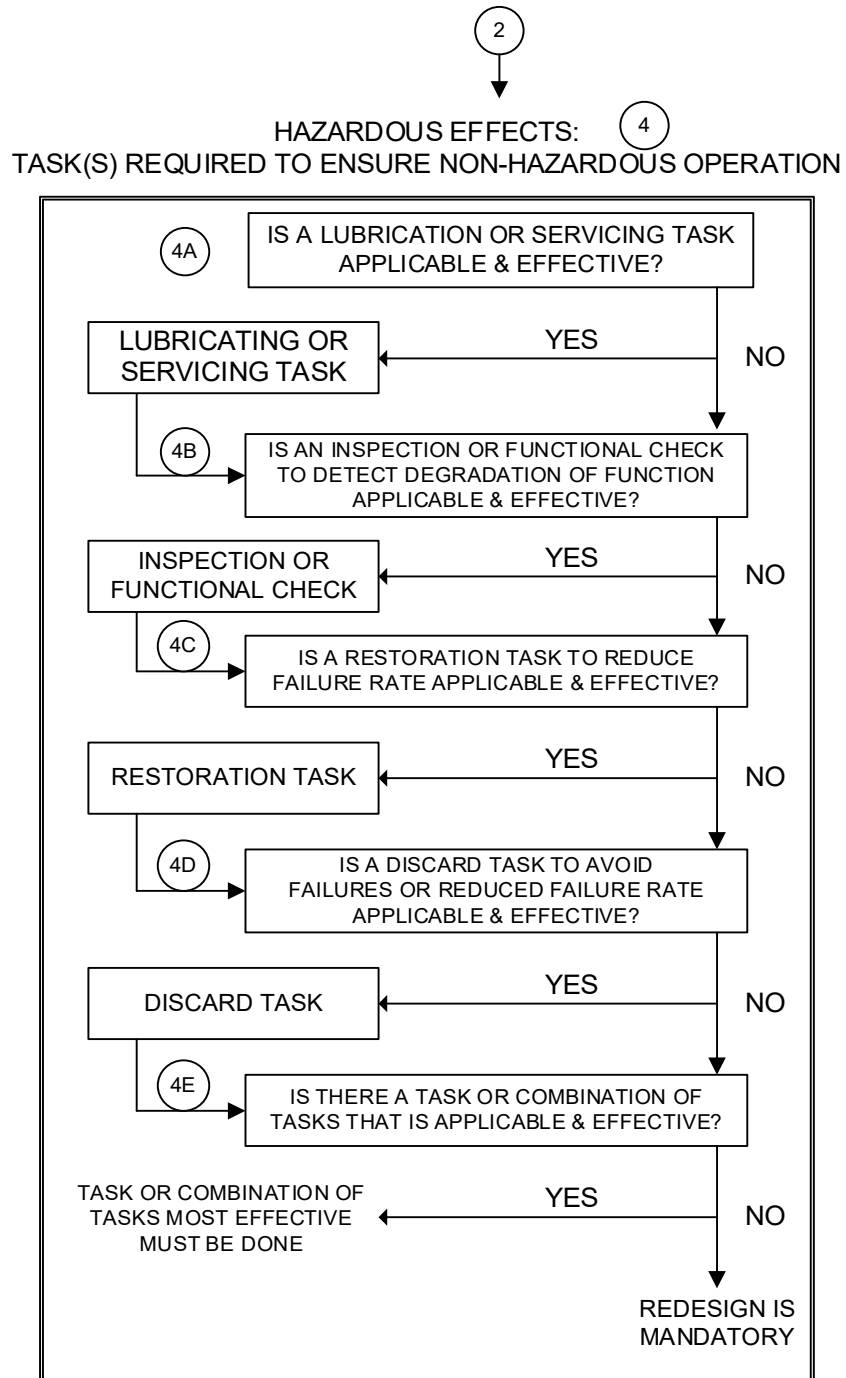 2
HAZARDOUS EFFECTS:
4
TASK(S) REQUIRED TO ENSURE NON-HAZARDOUS OPERATION
4A
IS A LUBRICATION OR SERVICING TASK
APPLICABLE & EFFECTIVE?
LUBRICATING OR
SERVICING TASK
YES
NO
4B
IS AN INSPECTION OR FUNCTIONAL CHECK
TO DETECT DEGRADATION OF FUNCTION
APPLICABLE & EFFECTIVE?
INSPECTION OR
FUNCTIONAL CHECK
YES
NO
4C
IS A RESTORATION TASK TO REDUCE
FAILURE RATE APPLICABLE & EFFECTIVE?
RESTORATION TASK
YES
NO
4D
IS A DISCARD TASK TO AVOID
FAILURES OR REDUCED FAILURE RATE
APPLICABLE & EFFECTIVE?
DISCARD TASK
YES
NO
4E
IS THERE A TASK OR COMBINATION OF
TASKS THAT IS APPLICABLE & EFFECTIVE?
TASK OR COMBINATION OF
TASKS MOST EFFECTIVE
MUST BE DONE
YES
NO
REDESIGN IS
MANDATORY